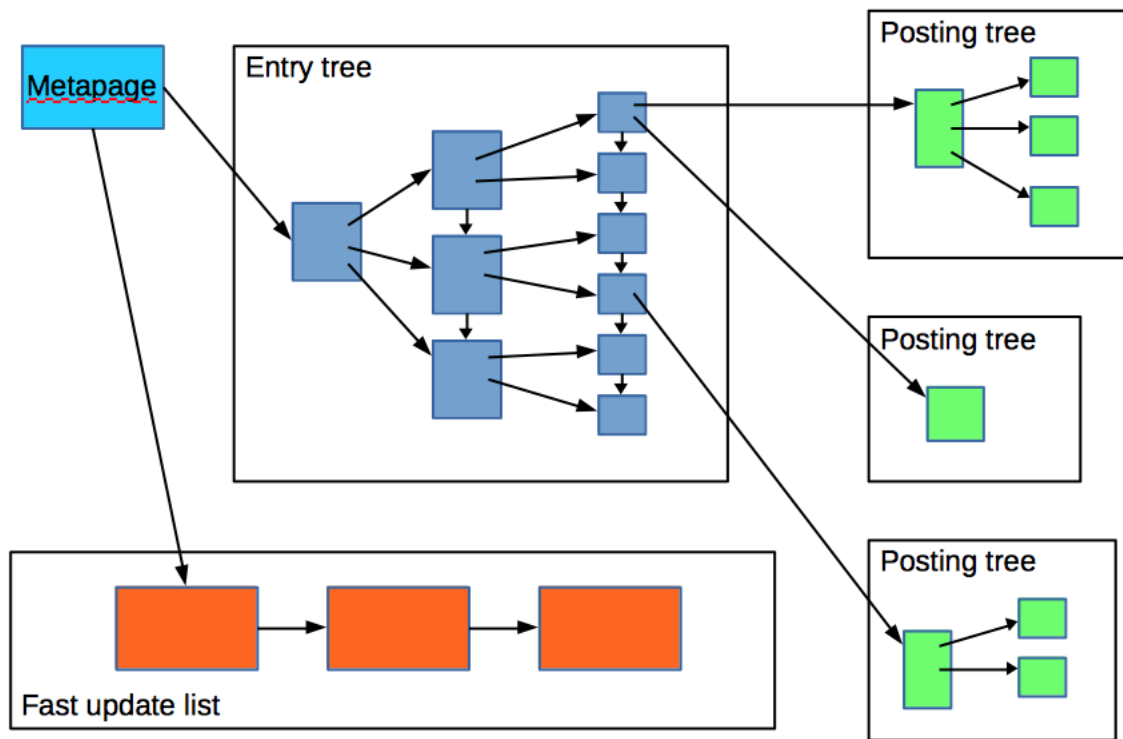 Metapage
Entry tree
Posting tree
Posting tree
Posting tree
Fast update list